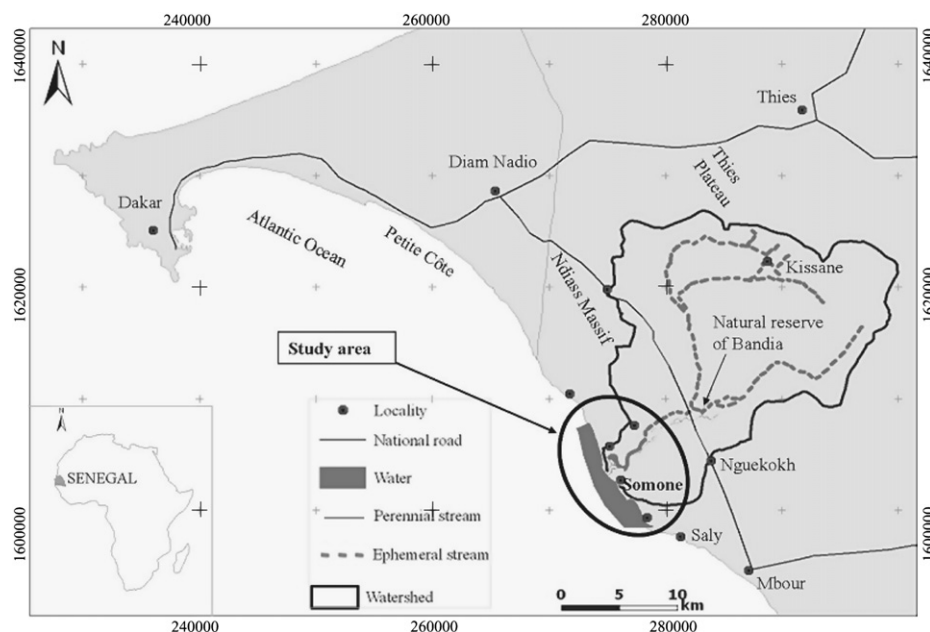 240000 260000 280000
1640000 1640000
N
Thies
Diam Nadio
Thies
Plateau
Dakar
Atlantic Ocean
Petite Côte
Kissane
1620000 1620000
Ndiass Massif
Natural reserve
of Bandia
Study area
Locality
National road
Water
Perennial stream
Ephemeral stream
Watershed
N
SENEGAL
Nguekokh
Somone
1600000 1600000
Saly
Mbour
0 5 10
km
240000 260000 280000